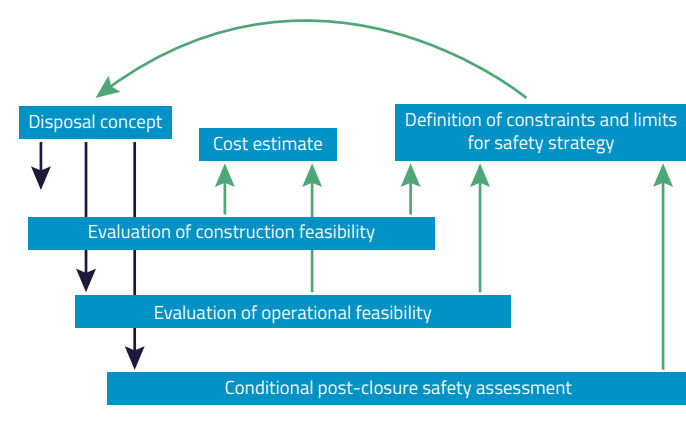 Disposal concept
Cost estimate
Definition of constraints and limits
for safety strategy
Evaluation of construction feasibility
Evaluation of operational feasibility
Conditional post-closure safety assessment